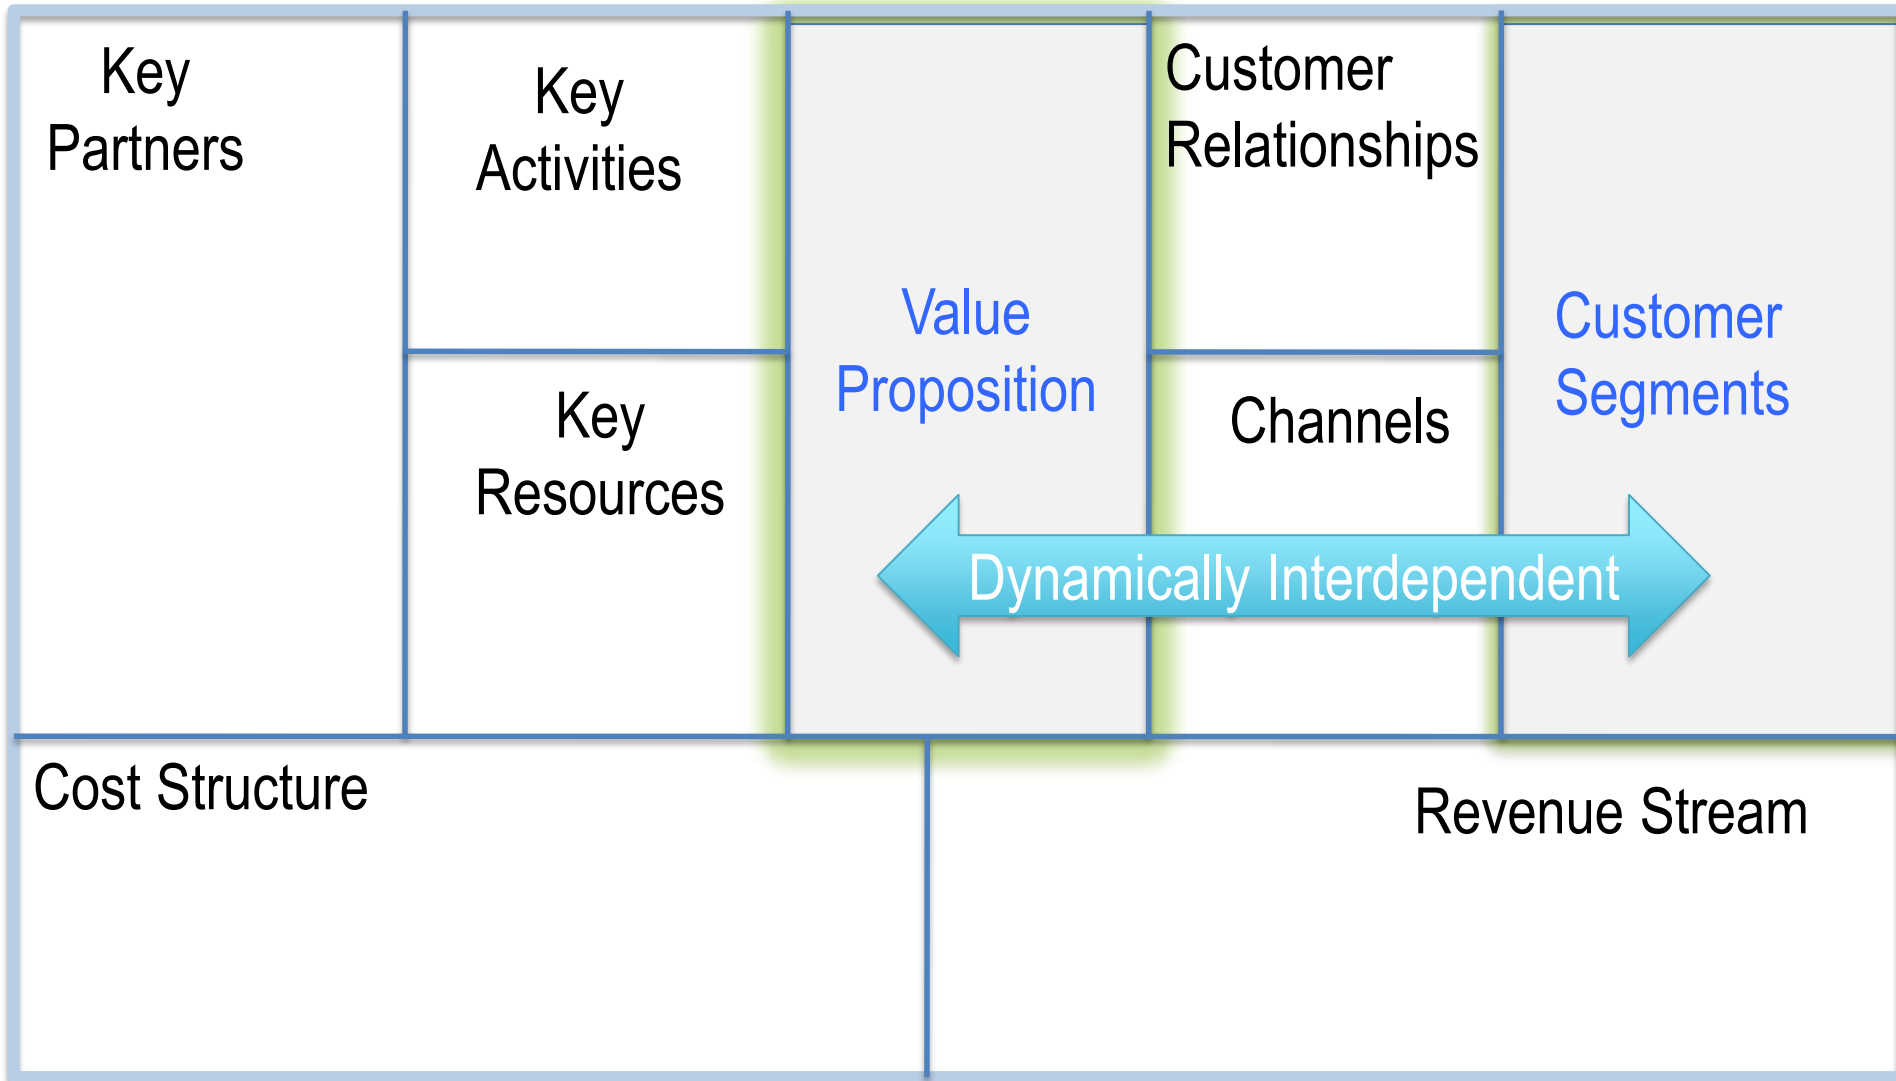 Key
Partners
Key
Activities
Key
Resources
Value
Proposition
Customer
Relationships
Channels
Customer
Segments
Dynamically Interdependent
Cost Structure
Revenue Stream